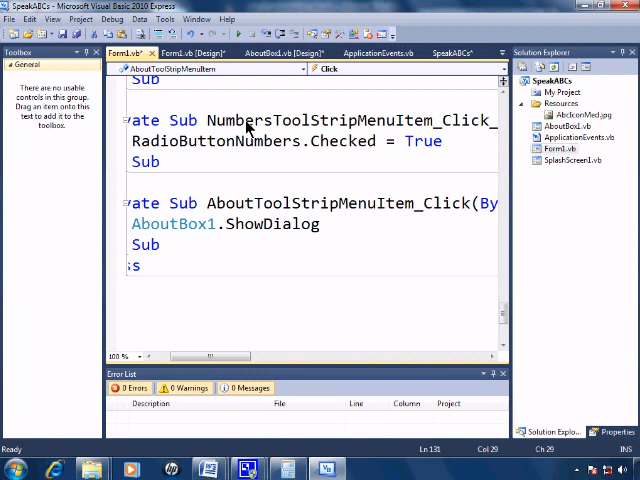 SpeakABCs - Microsoft Visual Basic 2010 Express
File Edit View Project Debug Data Tools Window Help
Toolbox
General
There are no usable
controls in this group.
Drag an item onto this
text to add it to the
toolbox.
Form1.vb* Form1.vb [Design]* AboutBox1.vb [Design]* ApplicationEvents.vb SpeakABCs*
AboutToolStripMenuItem Click
Sub
vate Sub NumbersToolStripMenuItem_Click_
RadioButtonNumbers.Checked = True
Sub
vate Sub AboutToolStripMenuItem_Click(By
AboutBox1.ShowDialog
Sub
ss
100 %
Solution Explorer
SpeakABCs
My Project
Resources
AbcIconMed.jpg
AboutBox1.vb
ApplicationEvents.vb
Form1.vb
SplashScreen1.vb
Error List
0 Errors 0 Warnings 0 Messages
Description File Line Column Project
Solution Explo... Properties
Ready Ln 131 Col 29 Ch 29 INS